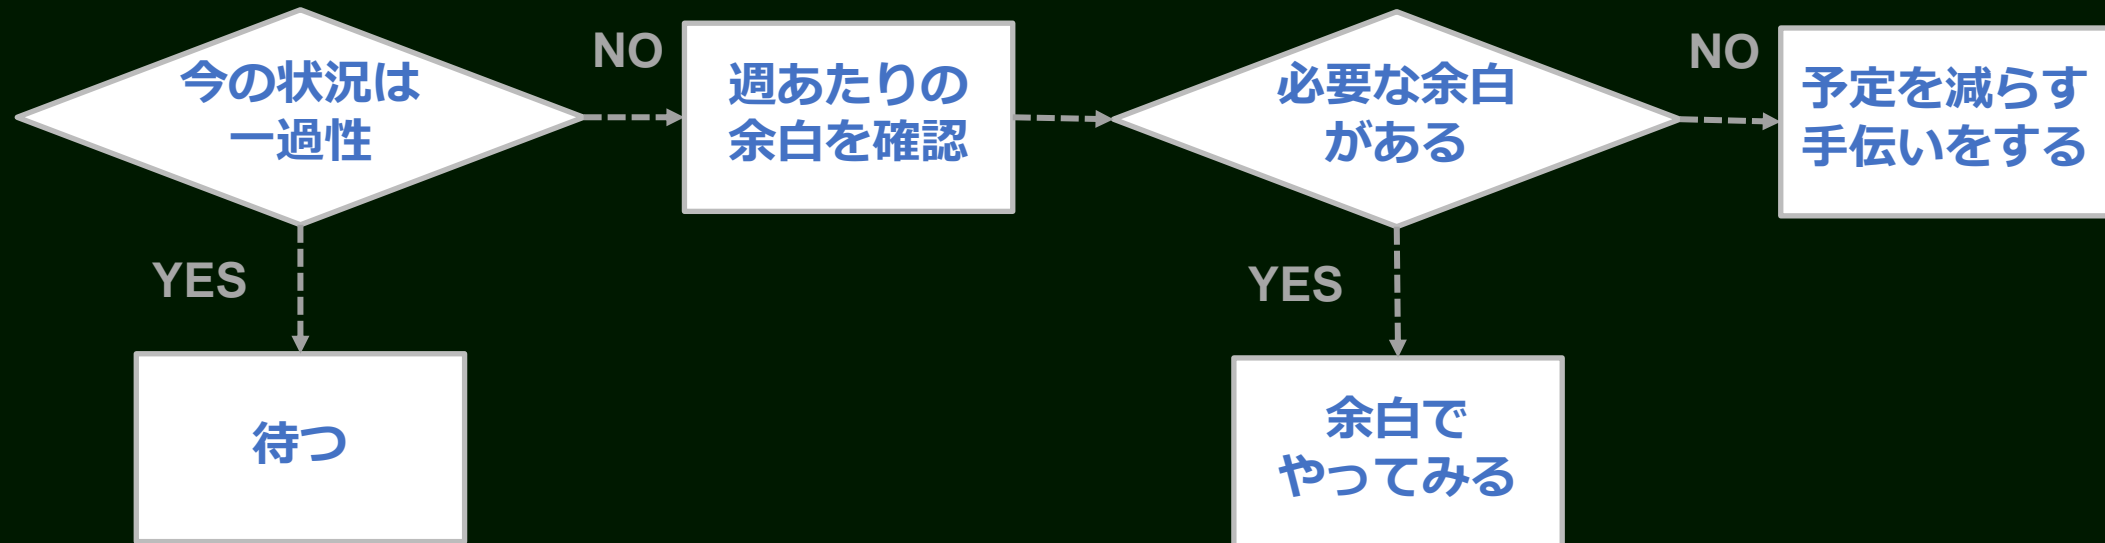 今の状況は
一過性
NO
週あたりの
余白を確認
必要な余白
がある
NO
予定を減らす
手伝いをする
YES
待つ
YES
余白で
やってみる